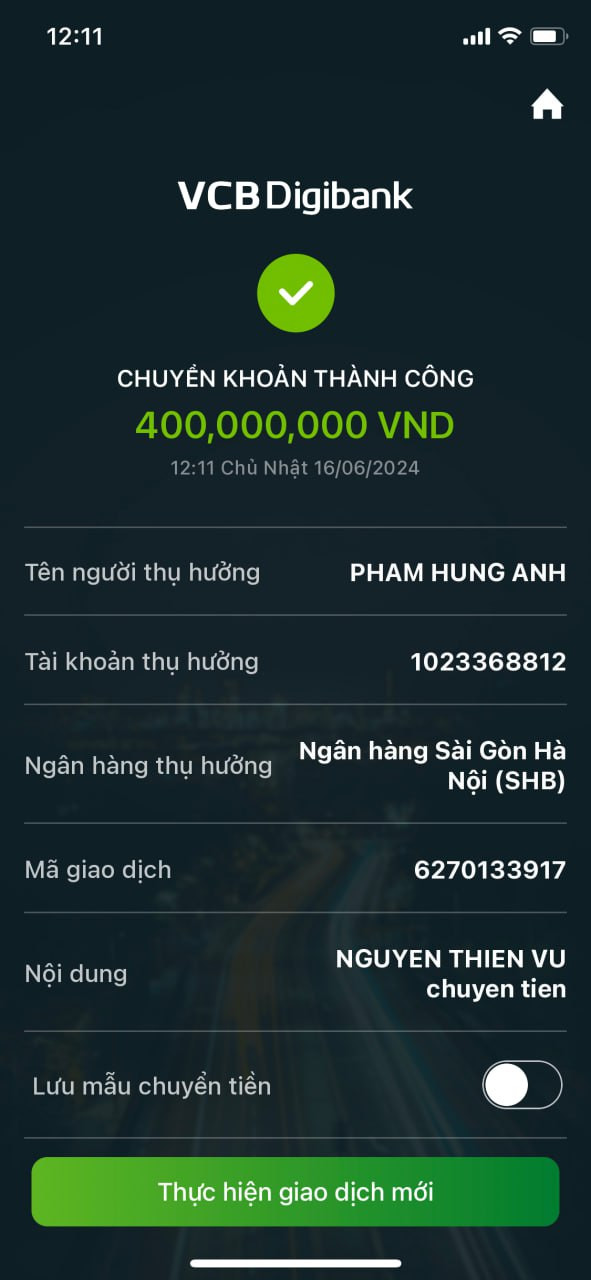 12:11
VCB Digibank
CHUYỂN KHOẢN THÀNH CÔNG
400,000,000 VND
12:11 Chủ Nhật 16/06/2024
Tên người thụ hưởng PHAM HUNG ANH
Tài khoản thụ hưởng 1023368812
Ngân hàng thụ hưởng Ngân hàng Sài Gòn Hà
Nội (SHB)
Mã giao dịch 6270133917
Nội dung NGUYEN THIEN VU
chuyen tien
Lưu mẫu chuyển tiền
Thực hiện giao dịch mới